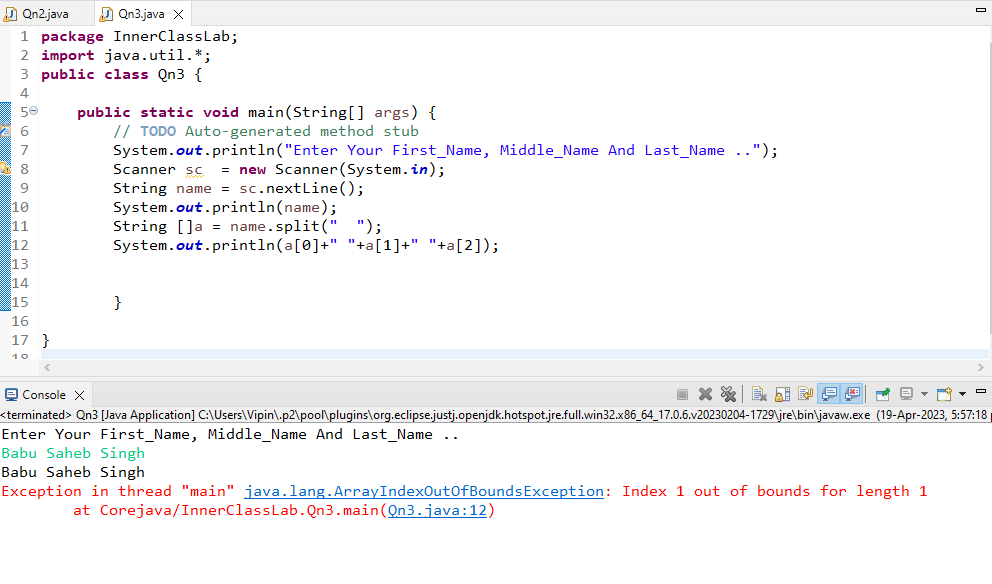 Qn2.java Qn3.java
1 package InnerClassLab;
2 import java.util.*;
3 public class Qn3 {
4
5 public static void main(String[] args) {
6 // TODO Auto-generated method stub
7 System.out.println("Enter Your First_Name, Middle_Name And Last_Name ..");
8 Scanner sc  = new Scanner(System.in);
9 String name = sc.nextLine();
10 System.out.println(name);
11 String []a = name.split("  ");
12 System.out.println(a[0]+" "+a[1]+" "+a[2]);
13
14
15 }
16
17 }
18
Console
<terminated> Qn3 [Java Application] C:\Users\Vipin\.p2\pool\plugins\org.eclipse.justj.openjdk.hotspot.jre.full.win32.x86_64_17.0.6.v20230204-1729\jre\bin\javaw.exe (19-Apr-2023, 5:57:18
Enter Your First_Name, Middle_Name And Last_Name ..
Babu Saheb Singh
Babu Saheb Singh
Exception in thread "main" java.lang.ArrayIndexOutOfBoundsException: Index 1 out of bounds for length 1
at Corejava/InnerClassLab.Qn3.main(Qn3.java:12)